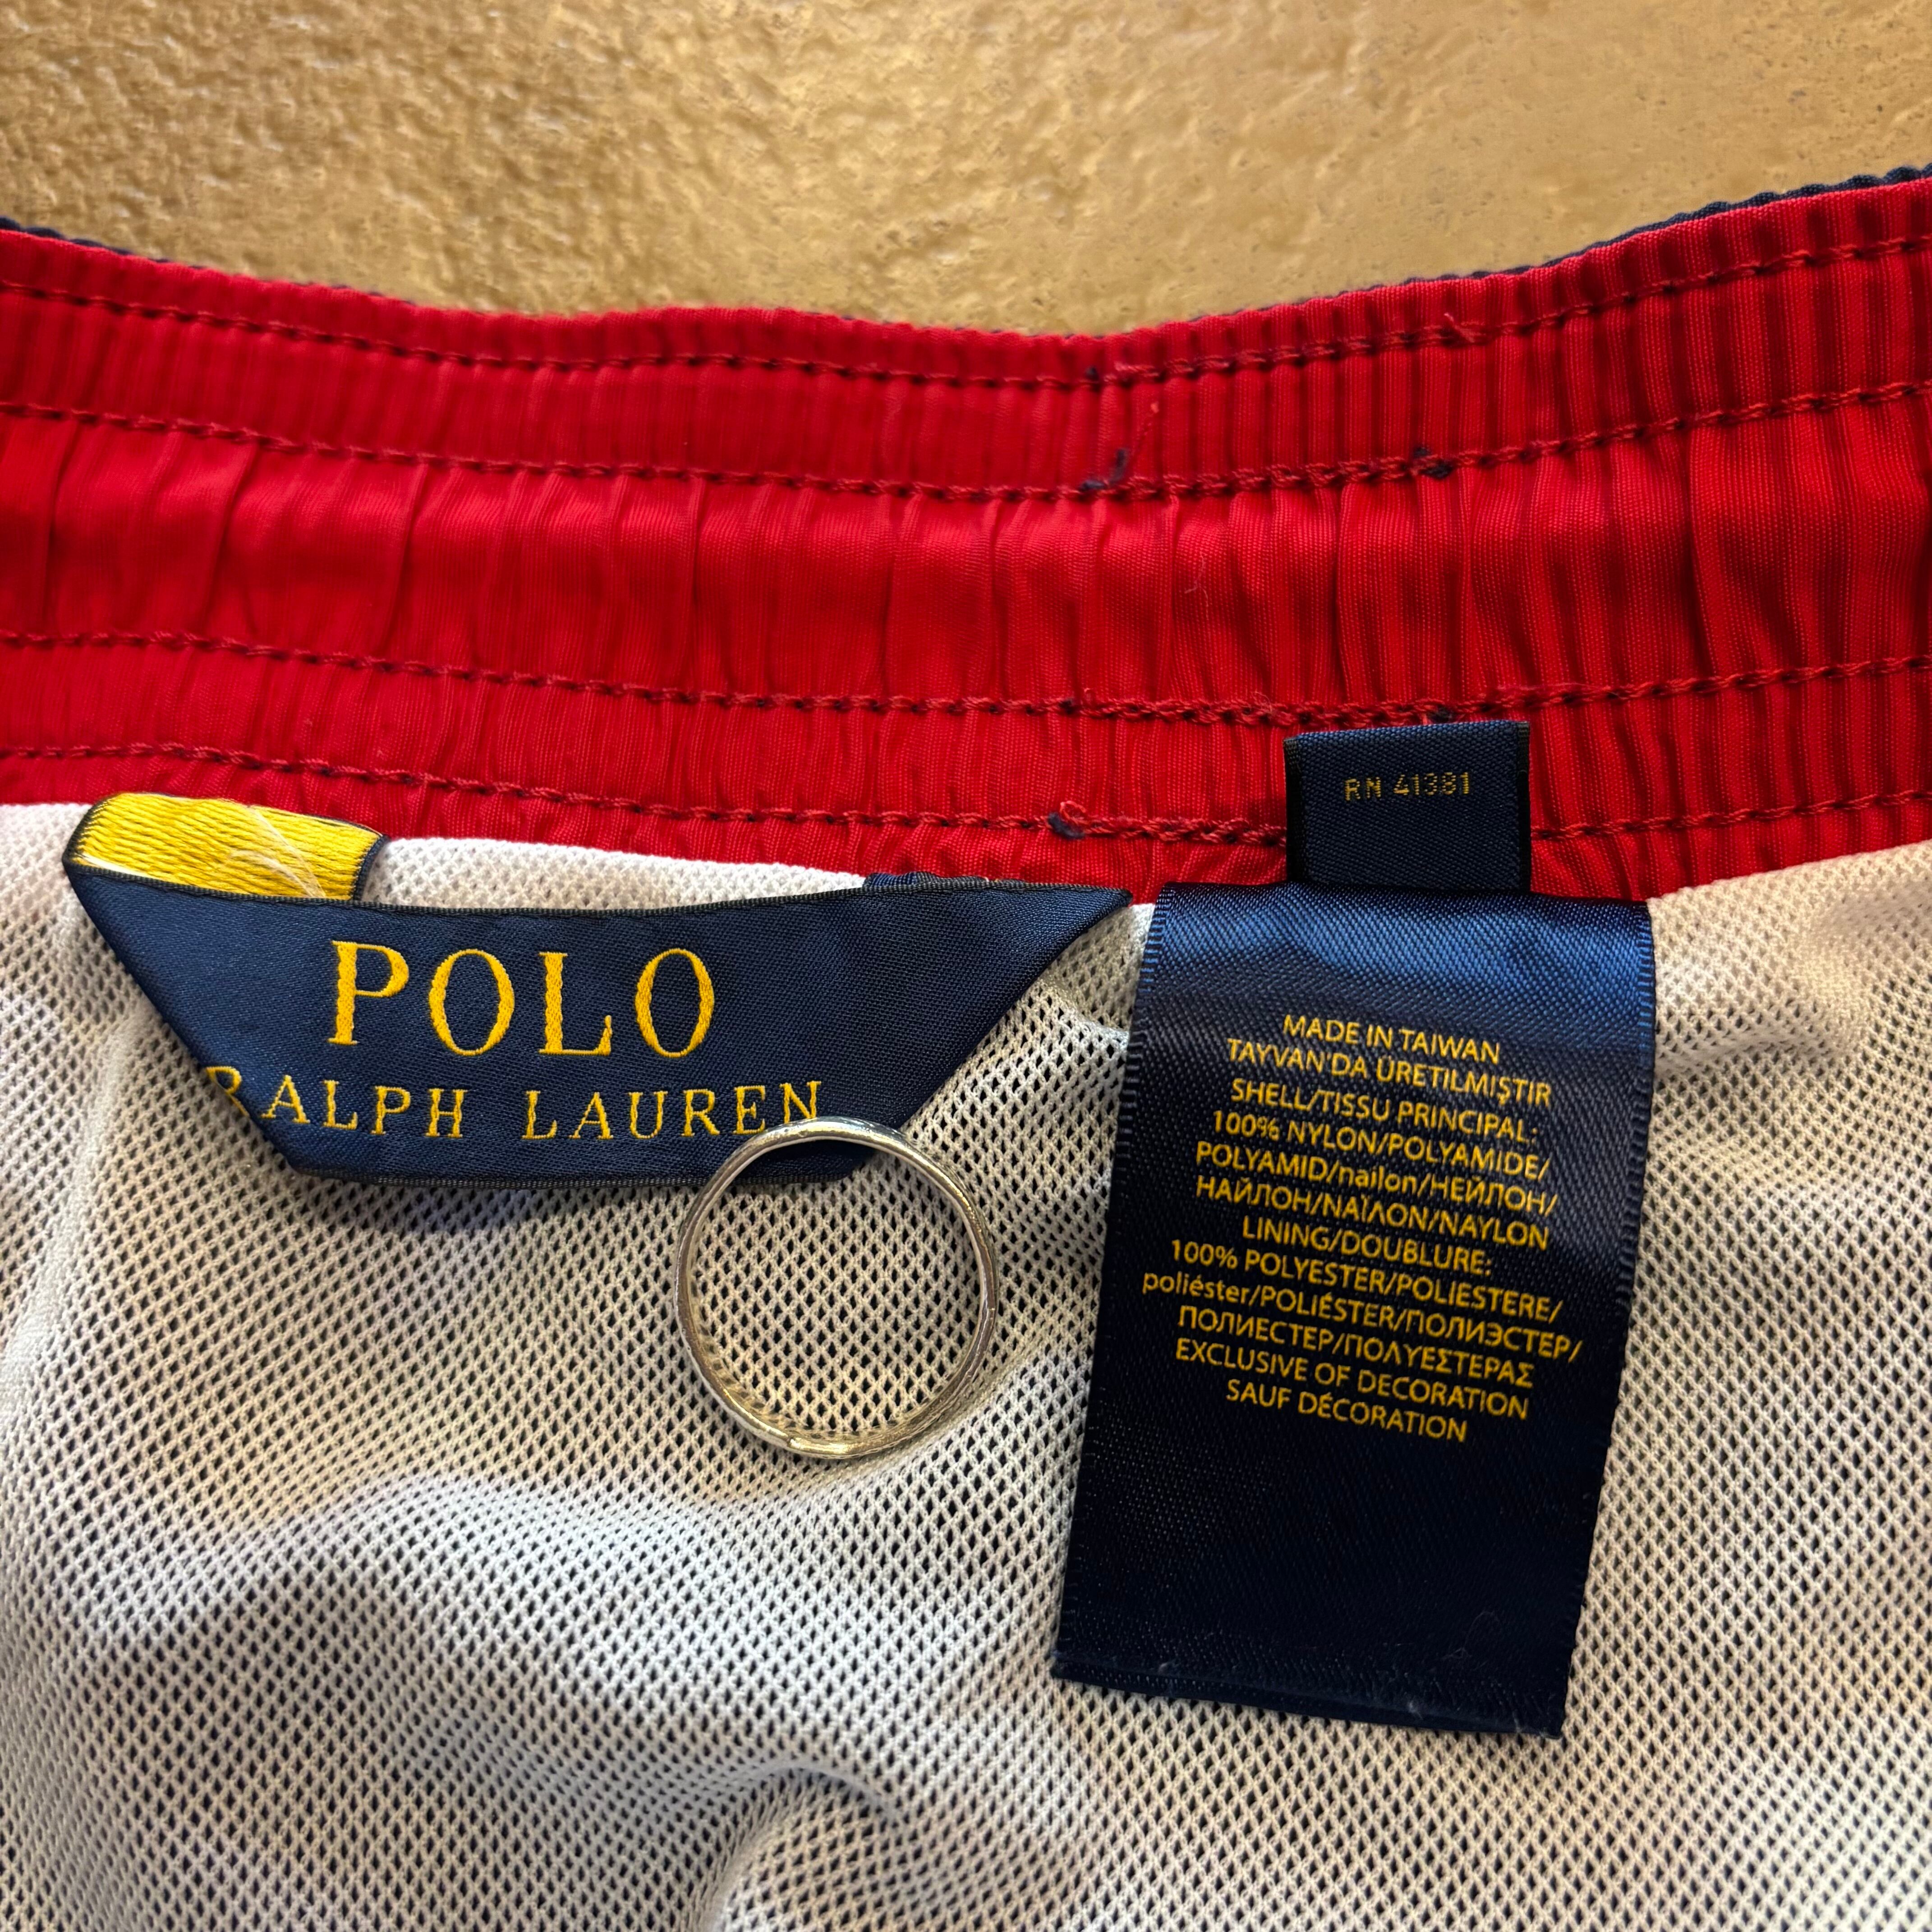 POLO
RALPH LAUREN
RN 41381
MADE IN TAIWAN
TAYVAN'DA ÜRETILMIŞTIR
SHELL/TISSU PRINCIPAL:
100% NYLON/POLYAMIDE/
POLYAMID/nailon/НЕЙЛОН/
НАЙЛОН/ΝΑΪΛΟΝ/NAYLON
LINING/DOUBLURE:
100% POLYESTER/POLIESTERE/
poliéster/POLIÉSTER/ПОЛИЭСТЕР/
ПОЛИЕСТЕР/ΠΟΛΥΕΣΤΕΡΑΣ
EXCLUSIVE OF DECORATION
SAUF DÉCORATION